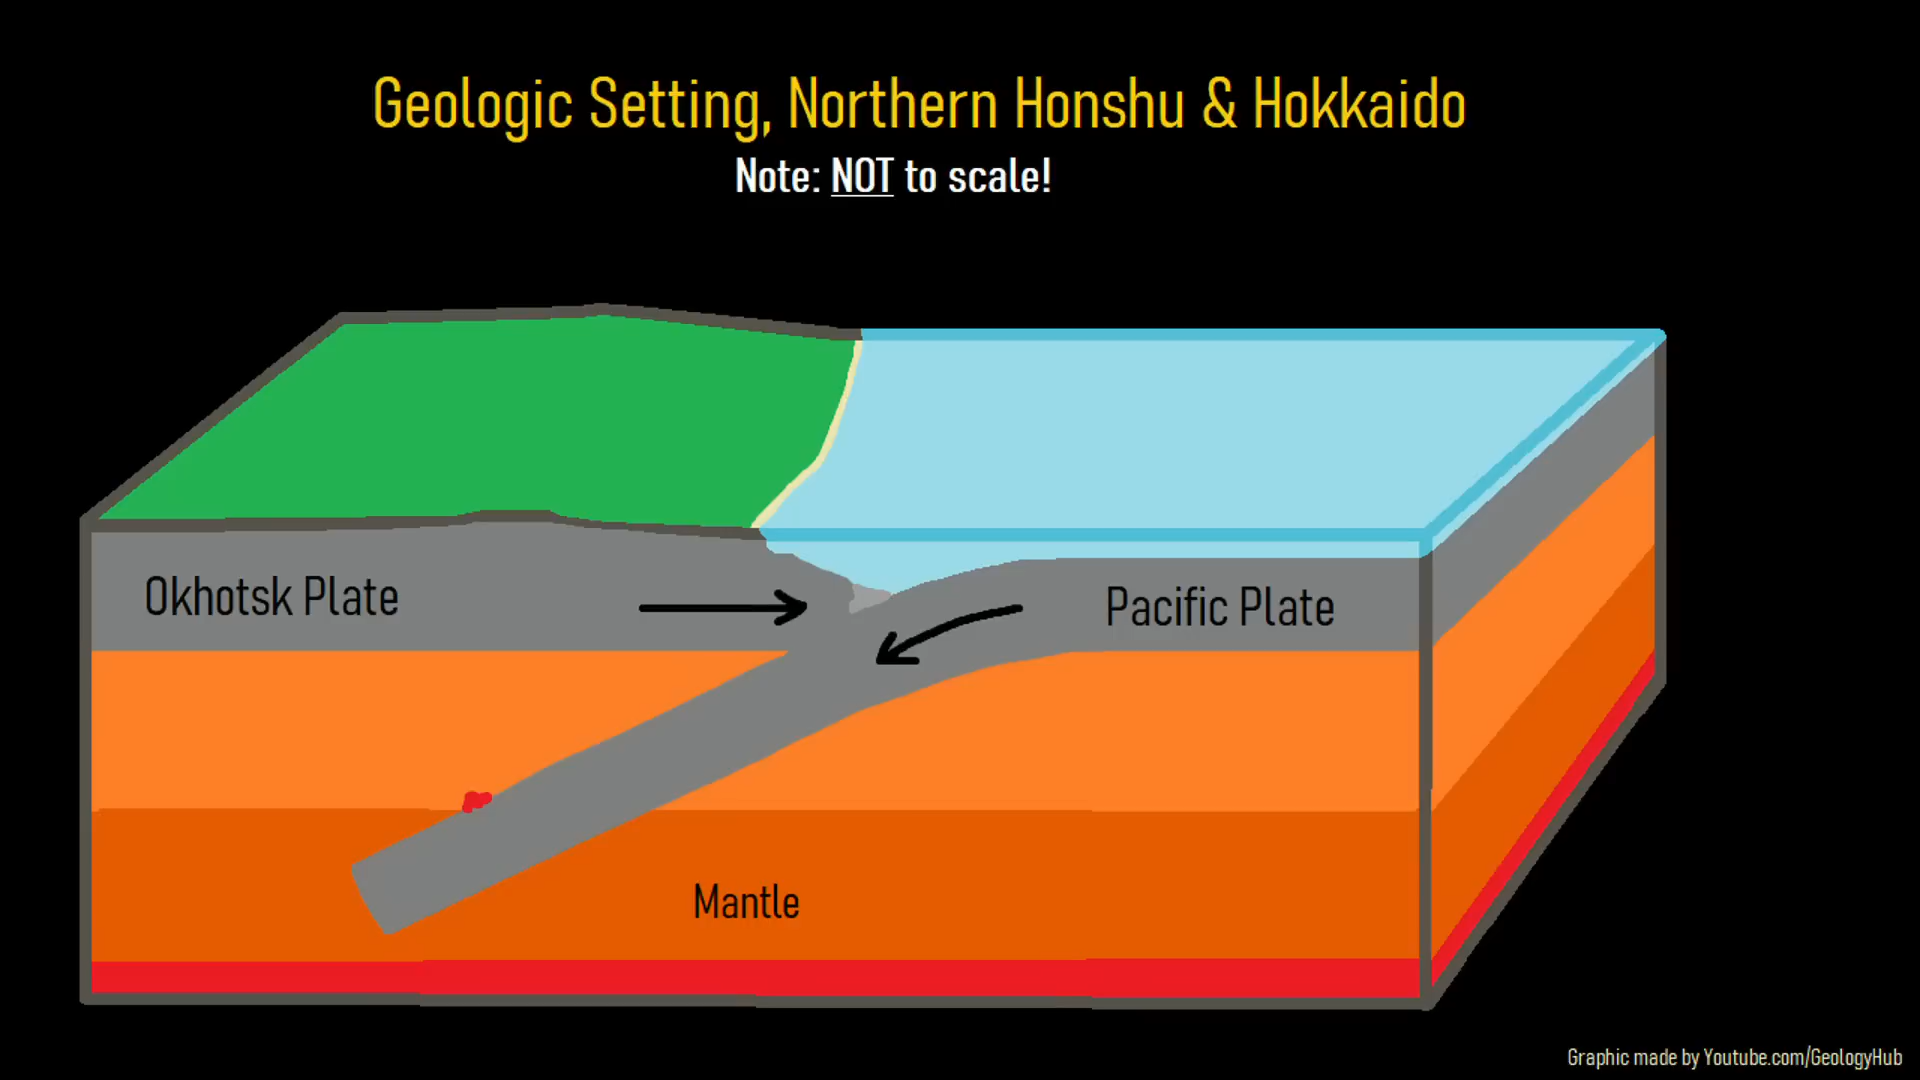 Geologic Setting, Northern Honshu & Hokkaido
Note: NOT to scale!
Okhotsk Plate
Pacific Plate
Mantle
Graphic made by Youtube.com/GeologyHub